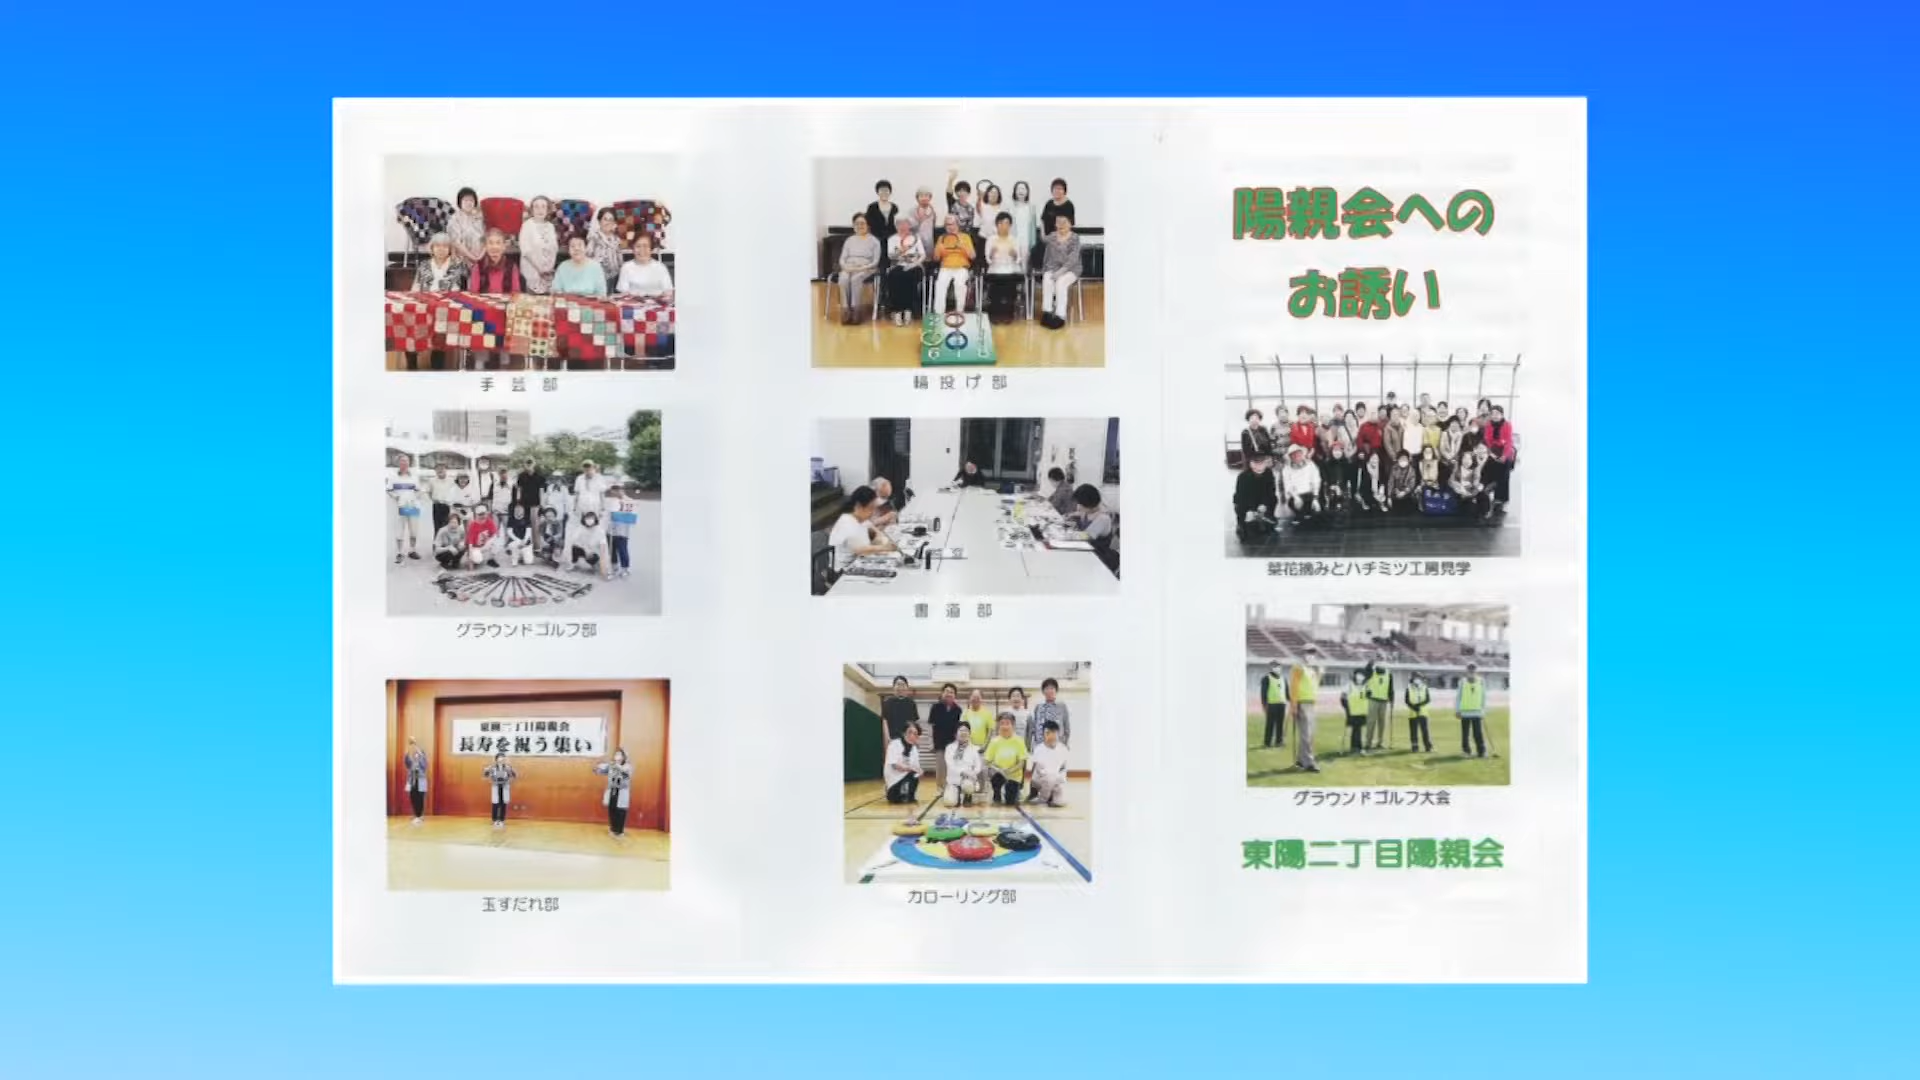 手芸部
グラウンドゴルフ部
東陽二丁目陽親会
長寿を祝う集い
玉すだれ部
輪投げ部
書道部
カローリング部
陽親会への
お誘い
菜花摘みとハチミツ工房見学
グラウンドゴルフ大会
東陽二丁目陽親会